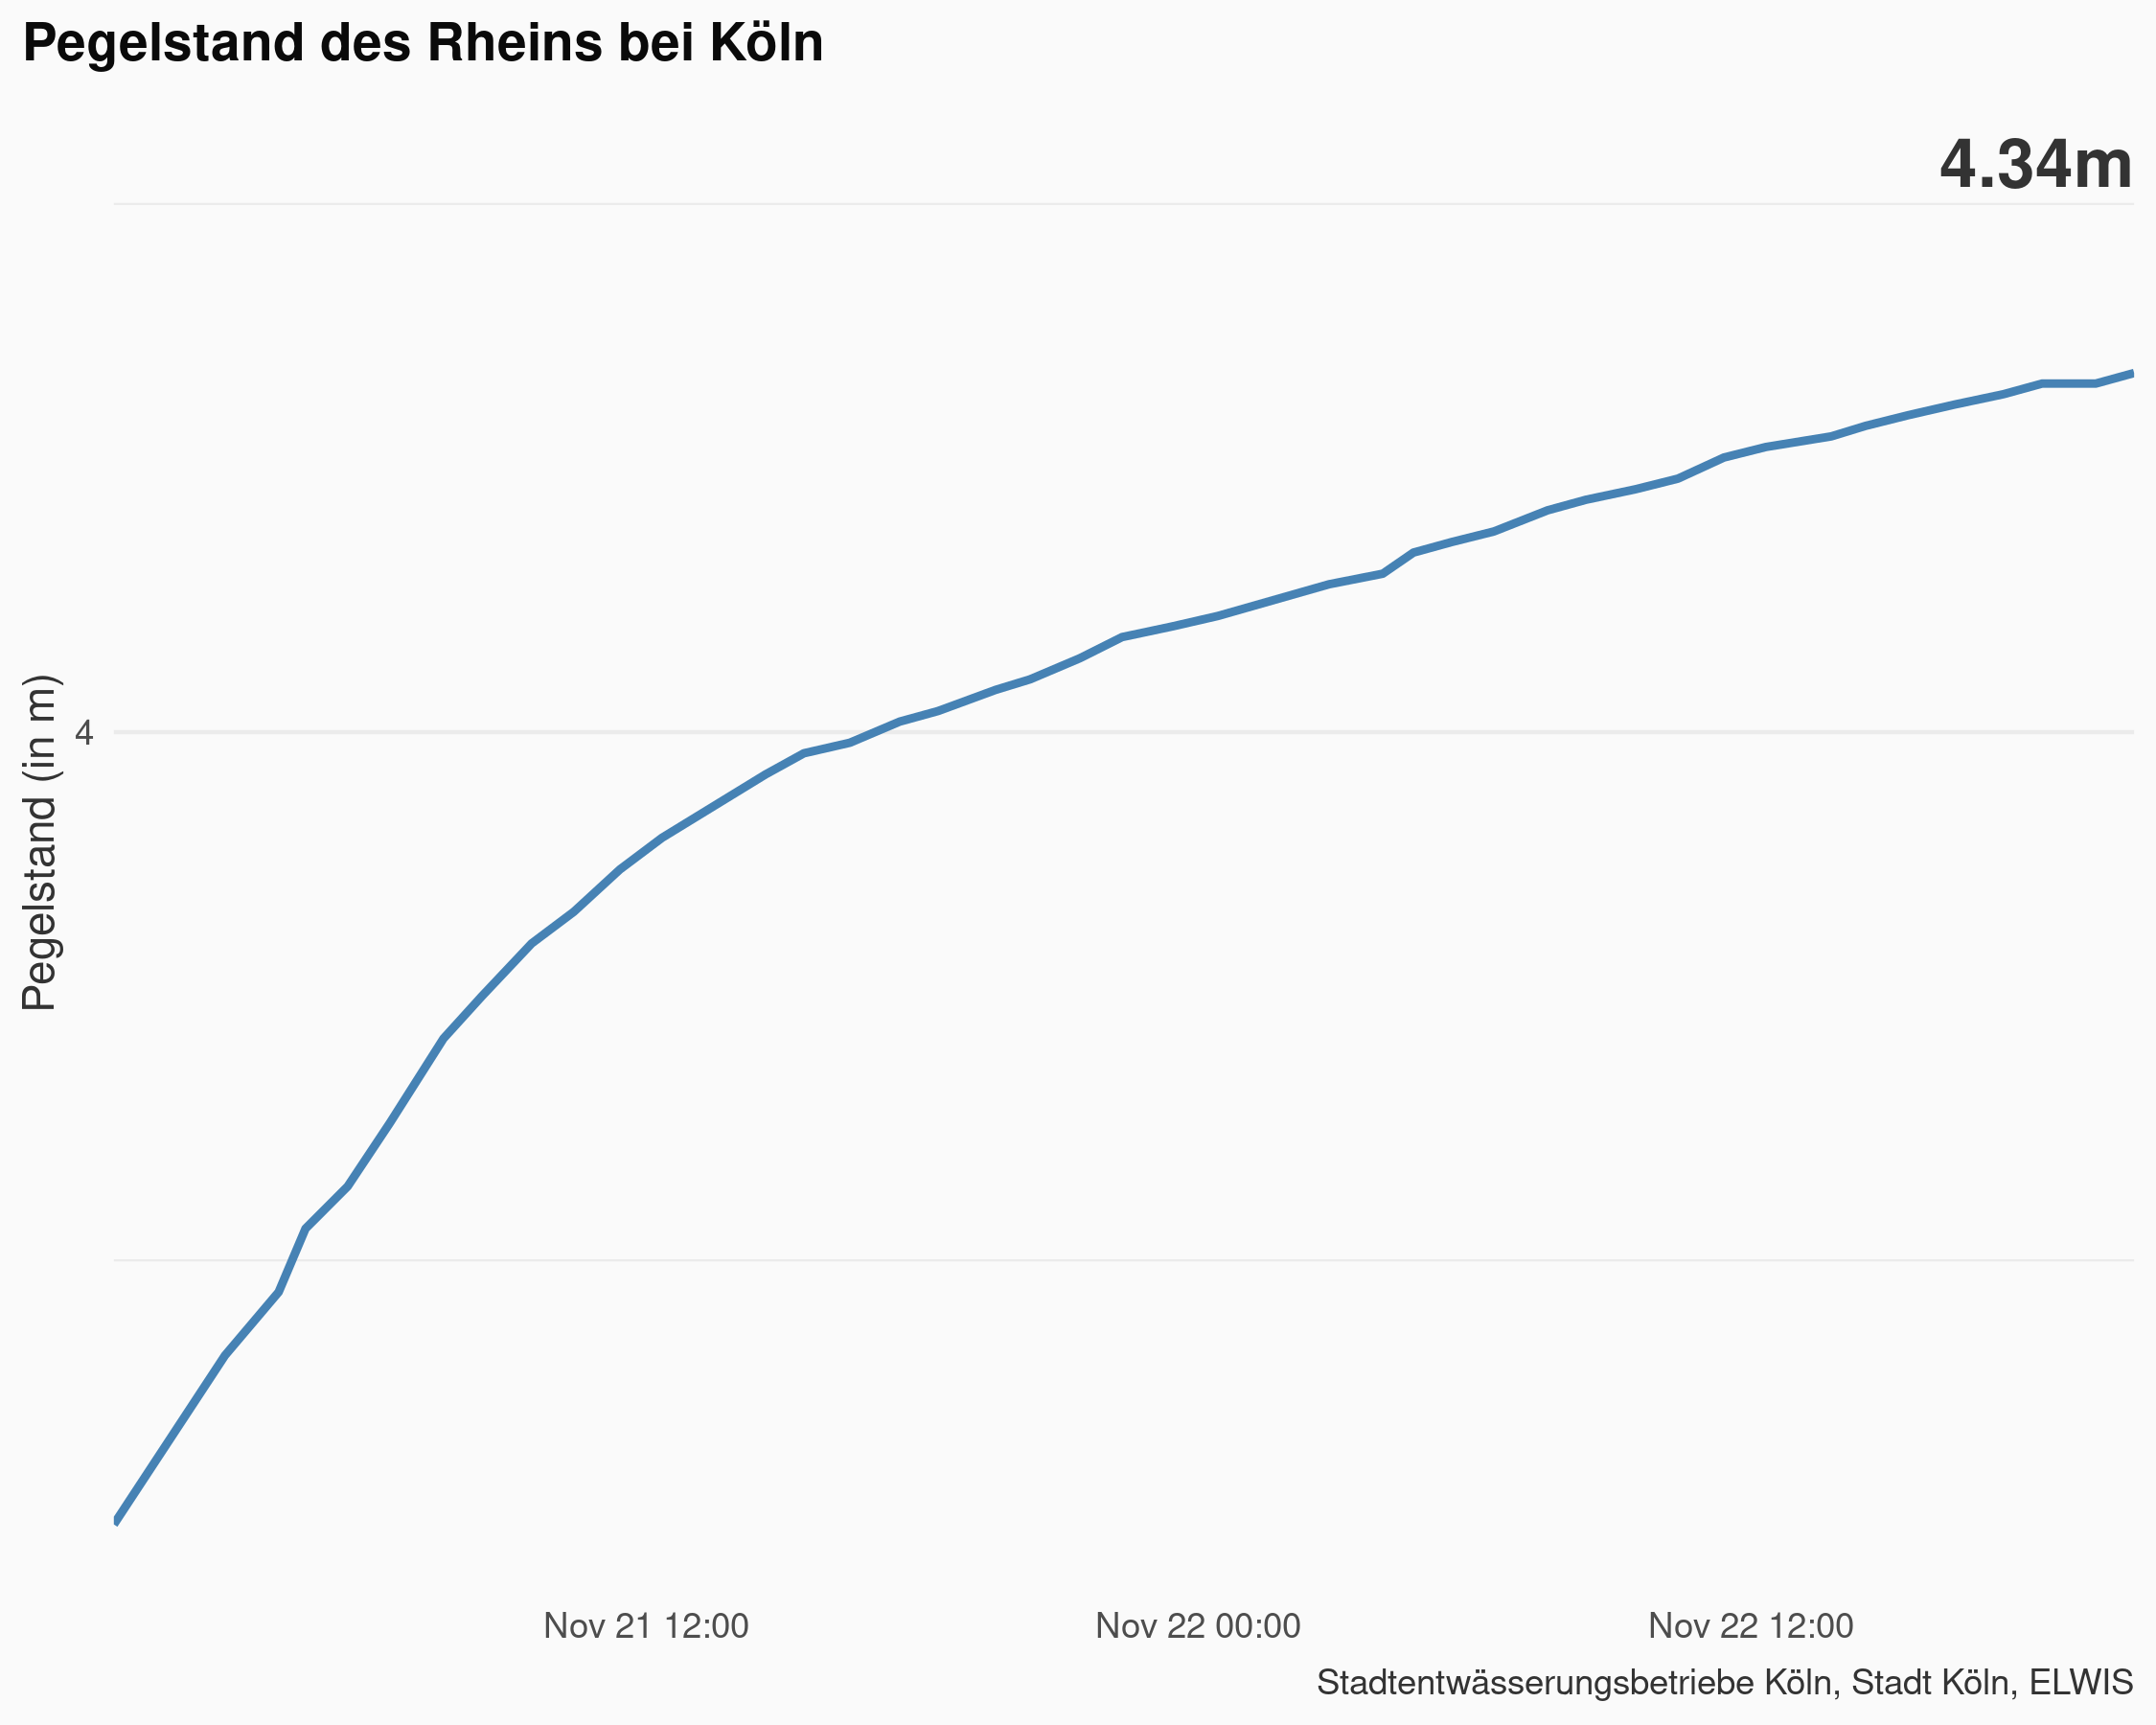 Pegelstand des Rheins bei Köln
4.34m
Pegelstand (in m)
4
Nov 21 12:00
Nov 22 00:00
Nov 22 12:00
Stadtentwässerungsbetriebe Köln, Stadt Köln, ELWIS